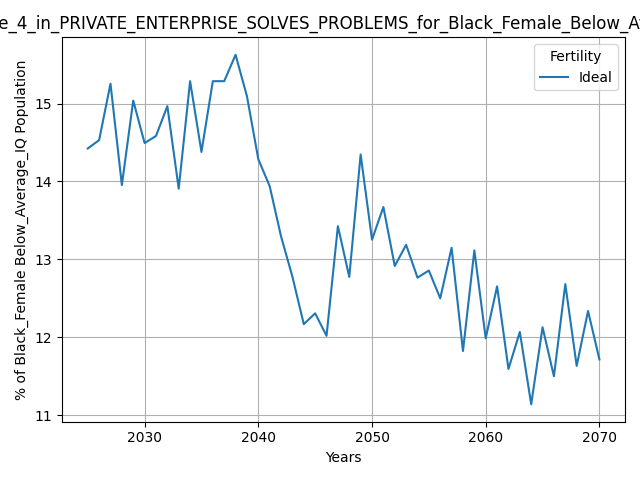 e_4_in_PRIVATE_ENTERPRISE_SOLVES_PROBLEMS_for_Black_Female_Below_A
Fertility
Ideal
% of Black_Female Below_Average_IQ Population
15
14
13
12
11
2030
2040
2050
2060
2070
Years